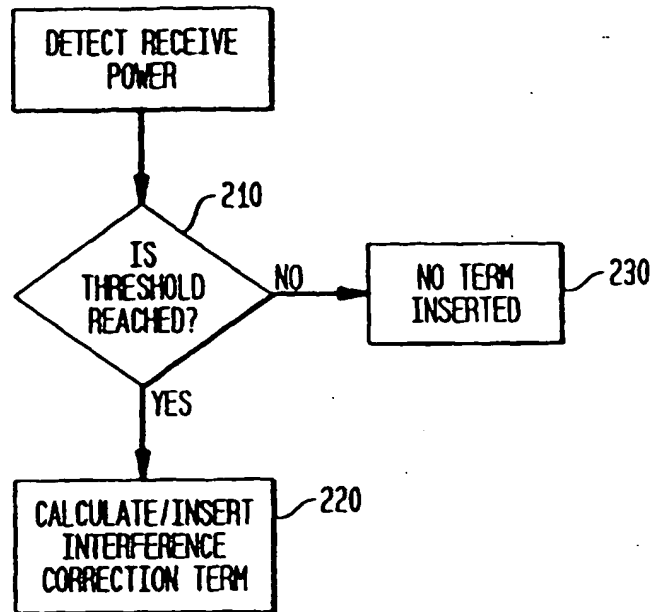 DETECT RECEIVE
POWER
210
IS
THRESHOLD
REACHED?
NO
NO TERM
INSERTED
230
YES
CALCULATE/INSERT
INTERFERENCE
CORRECTION TERM
220